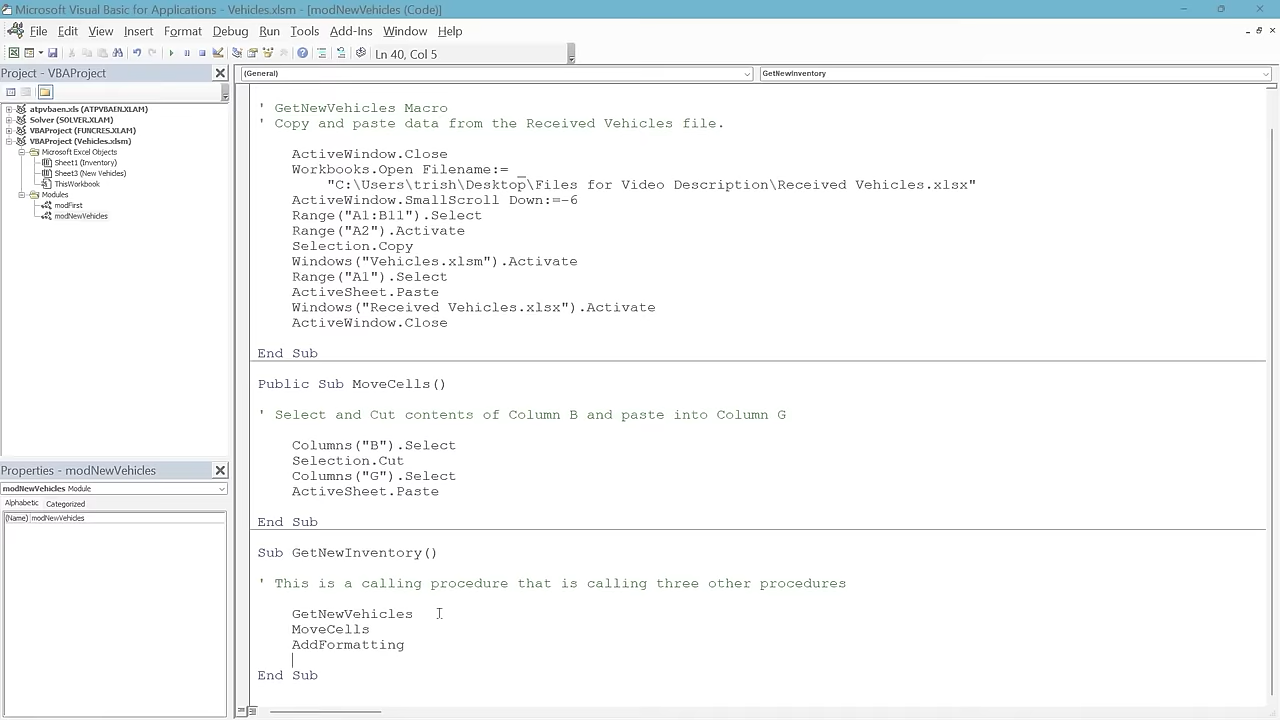 Microsoft Visual Basic for Applications - Vehicles.xlsm - [modNewVehicles (Code)]
File Edit View Insert Format Debug Run Tools Add-Ins Window Help
Ln 40, Col 5
Project - VBAProject
atpvbaen.xls (ATPVBAEN.XLAM)
Solver (SOLVER.XLAM)
VBAProject (FUNCRES.XLAM)
VBAProject (Vehicles.xlsm)
Microsoft Excel Objects
Sheet1 (Inventory)
Sheet3 (New Vehicles)
ThisWorkbook
Modules
modFirst
modNewVehicles
Properties - modNewVehicles
modNewVehicles Module
Alphabetic Categorized
(Name) modNewVehicles
(General) GetNewInventory
' GetNewVehicles Macro
' Copy and paste data from the Received Vehicles file.
ActiveWindow.Close
Workbooks.Open Filename:= _
"C:\Users\trish\Desktop\Files for Video Description\Received Vehicles.xlsx"
ActiveWindow.SmallScroll Down:=-6
Range("A1:B11").Select
Range("A2").Activate
Selection.Copy
Windows("Vehicles.xlsm").Activate
Range("A1").Select
ActiveSheet.Paste
Windows("Received Vehicles.xlsx").Activate
ActiveWindow.Close
End Sub
Public Sub MoveCells()
' Select and Cut contents of Column B and paste into Column G
Columns("B").Select
Selection.Cut
Columns("G").Select
ActiveSheet.Paste
End Sub
Sub GetNewInventory()
' This is a calling procedure that is calling three other procedures
GetNewVehicles
MoveCells
AddFormatting
End Sub